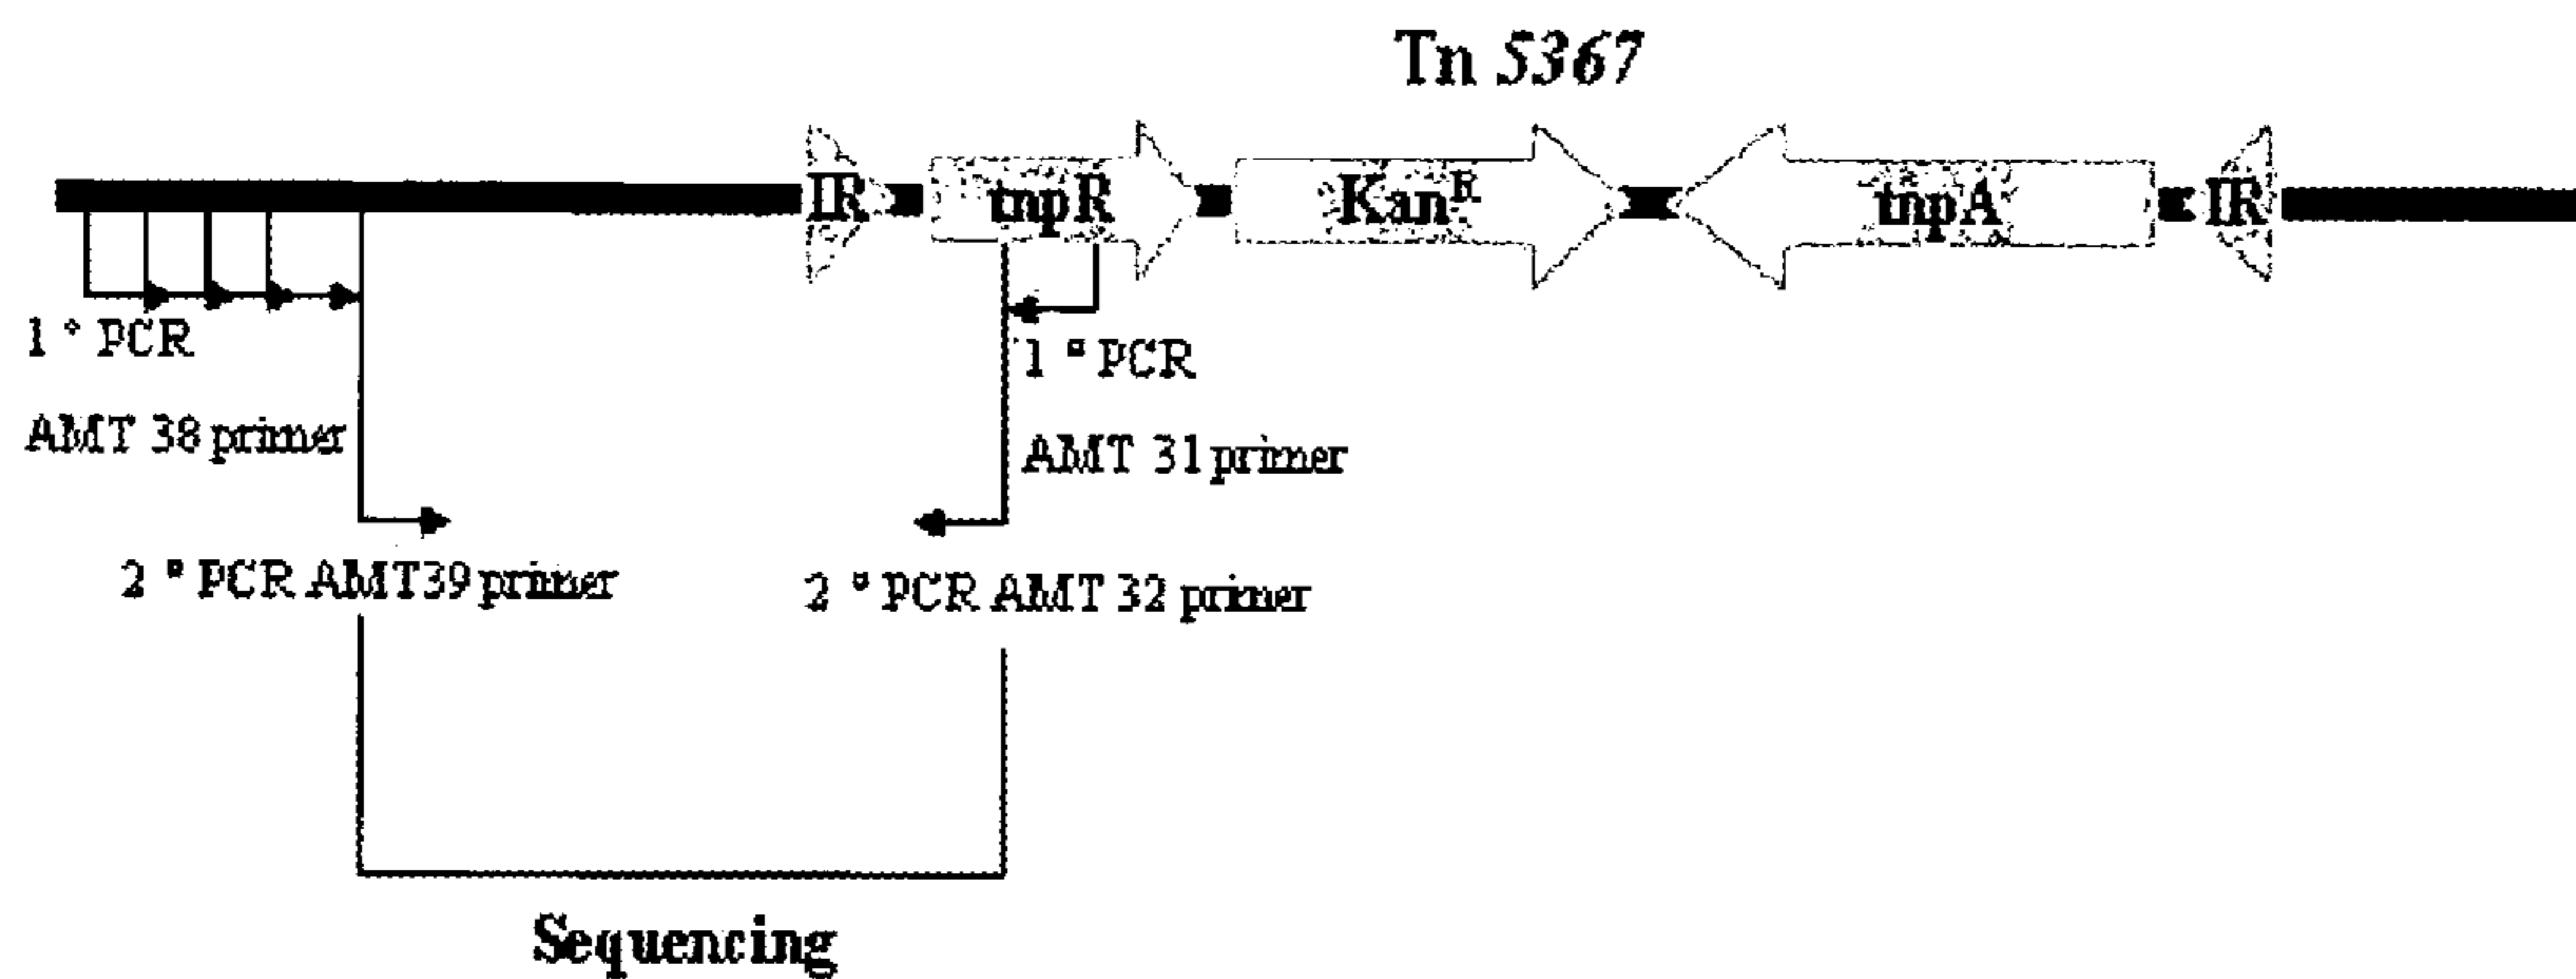 Tn 5367
IR tnpR Kan^R tnpA IR
1 ° PCR
AMT 38 primer
1 ° PCR
AMT 31 primer
2 ° PCR AMT39 primer
2 ° PCR AMT 32 primer
Sequencing